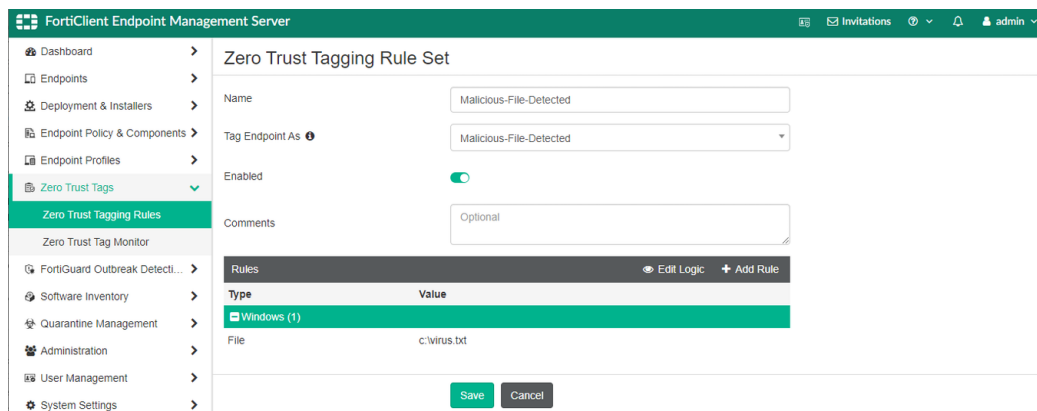 FortiClient Endpoint Management Server
Invitations
admin
Dashboard
Endpoints
Deployment & Installers
Endpoint Policy & Components
Endpoint Profiles
Zero Trust Tags
Zero Trust Tagging Rules
Zero Trust Tag Monitor
FortiGuard Outbreak Detecti...
Software Inventory
Quarantine Management
Administration
User Management
System Settings
Zero Trust Tagging Rule Set
Name Malicious-File-Detected
Tag Endpoint As Malicious-File-Detected
Enabled
Comments Optional
Rules Edit Logic + Add Rule
Type Value
Windows (1)
File c:\virus.txt
Save Cancel